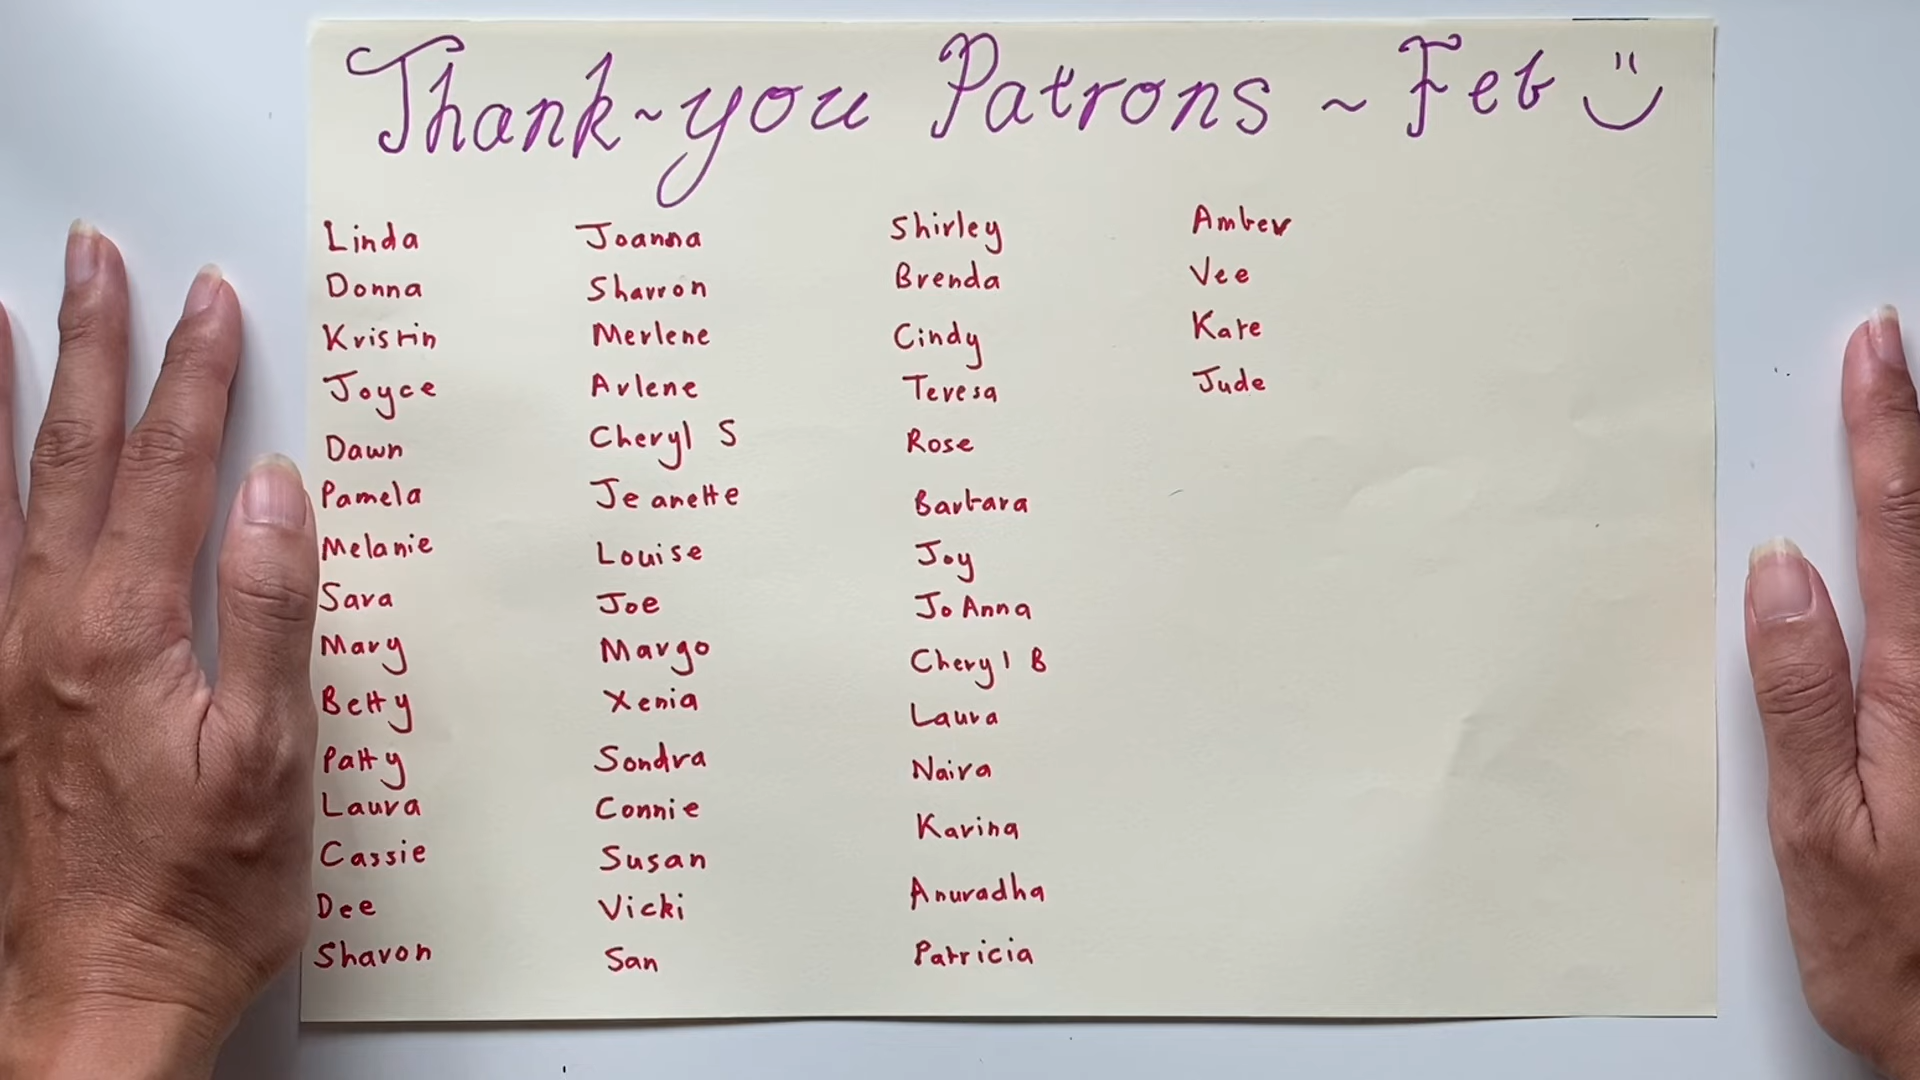 Thank~you Patrons ~ Feb
Linda
Donna
Kristin
Joyce
Dawn
Pamela
Melanie
Sara
Mary
Betty
Patty
Laura
Cassie
Dee
Sharon
Joanna
Sharron
Merlene
Arlene
Cheryl S
Jeanette
Louise
Joe
Margo
Xenia
Sondra
Connie
Susan
Vicki
San
Shirley
Brenda
Cindy
Teresa
Rose
Barbara
Joy
JoAnna
Cheryl B
Laura
Naira
Karina
Anuradha
Patricia
Amber
Vee
Kate
Jude